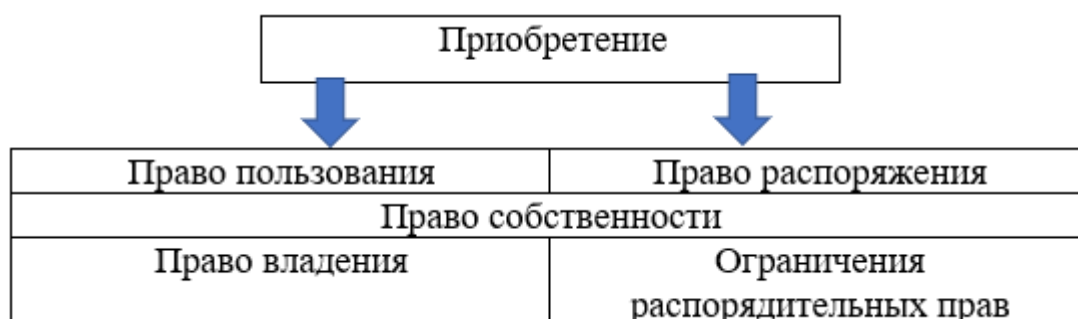 Приобретение
Право пользования
Право распоряжения
Право собственности
Право владения
Ограничения
распорядительных прав